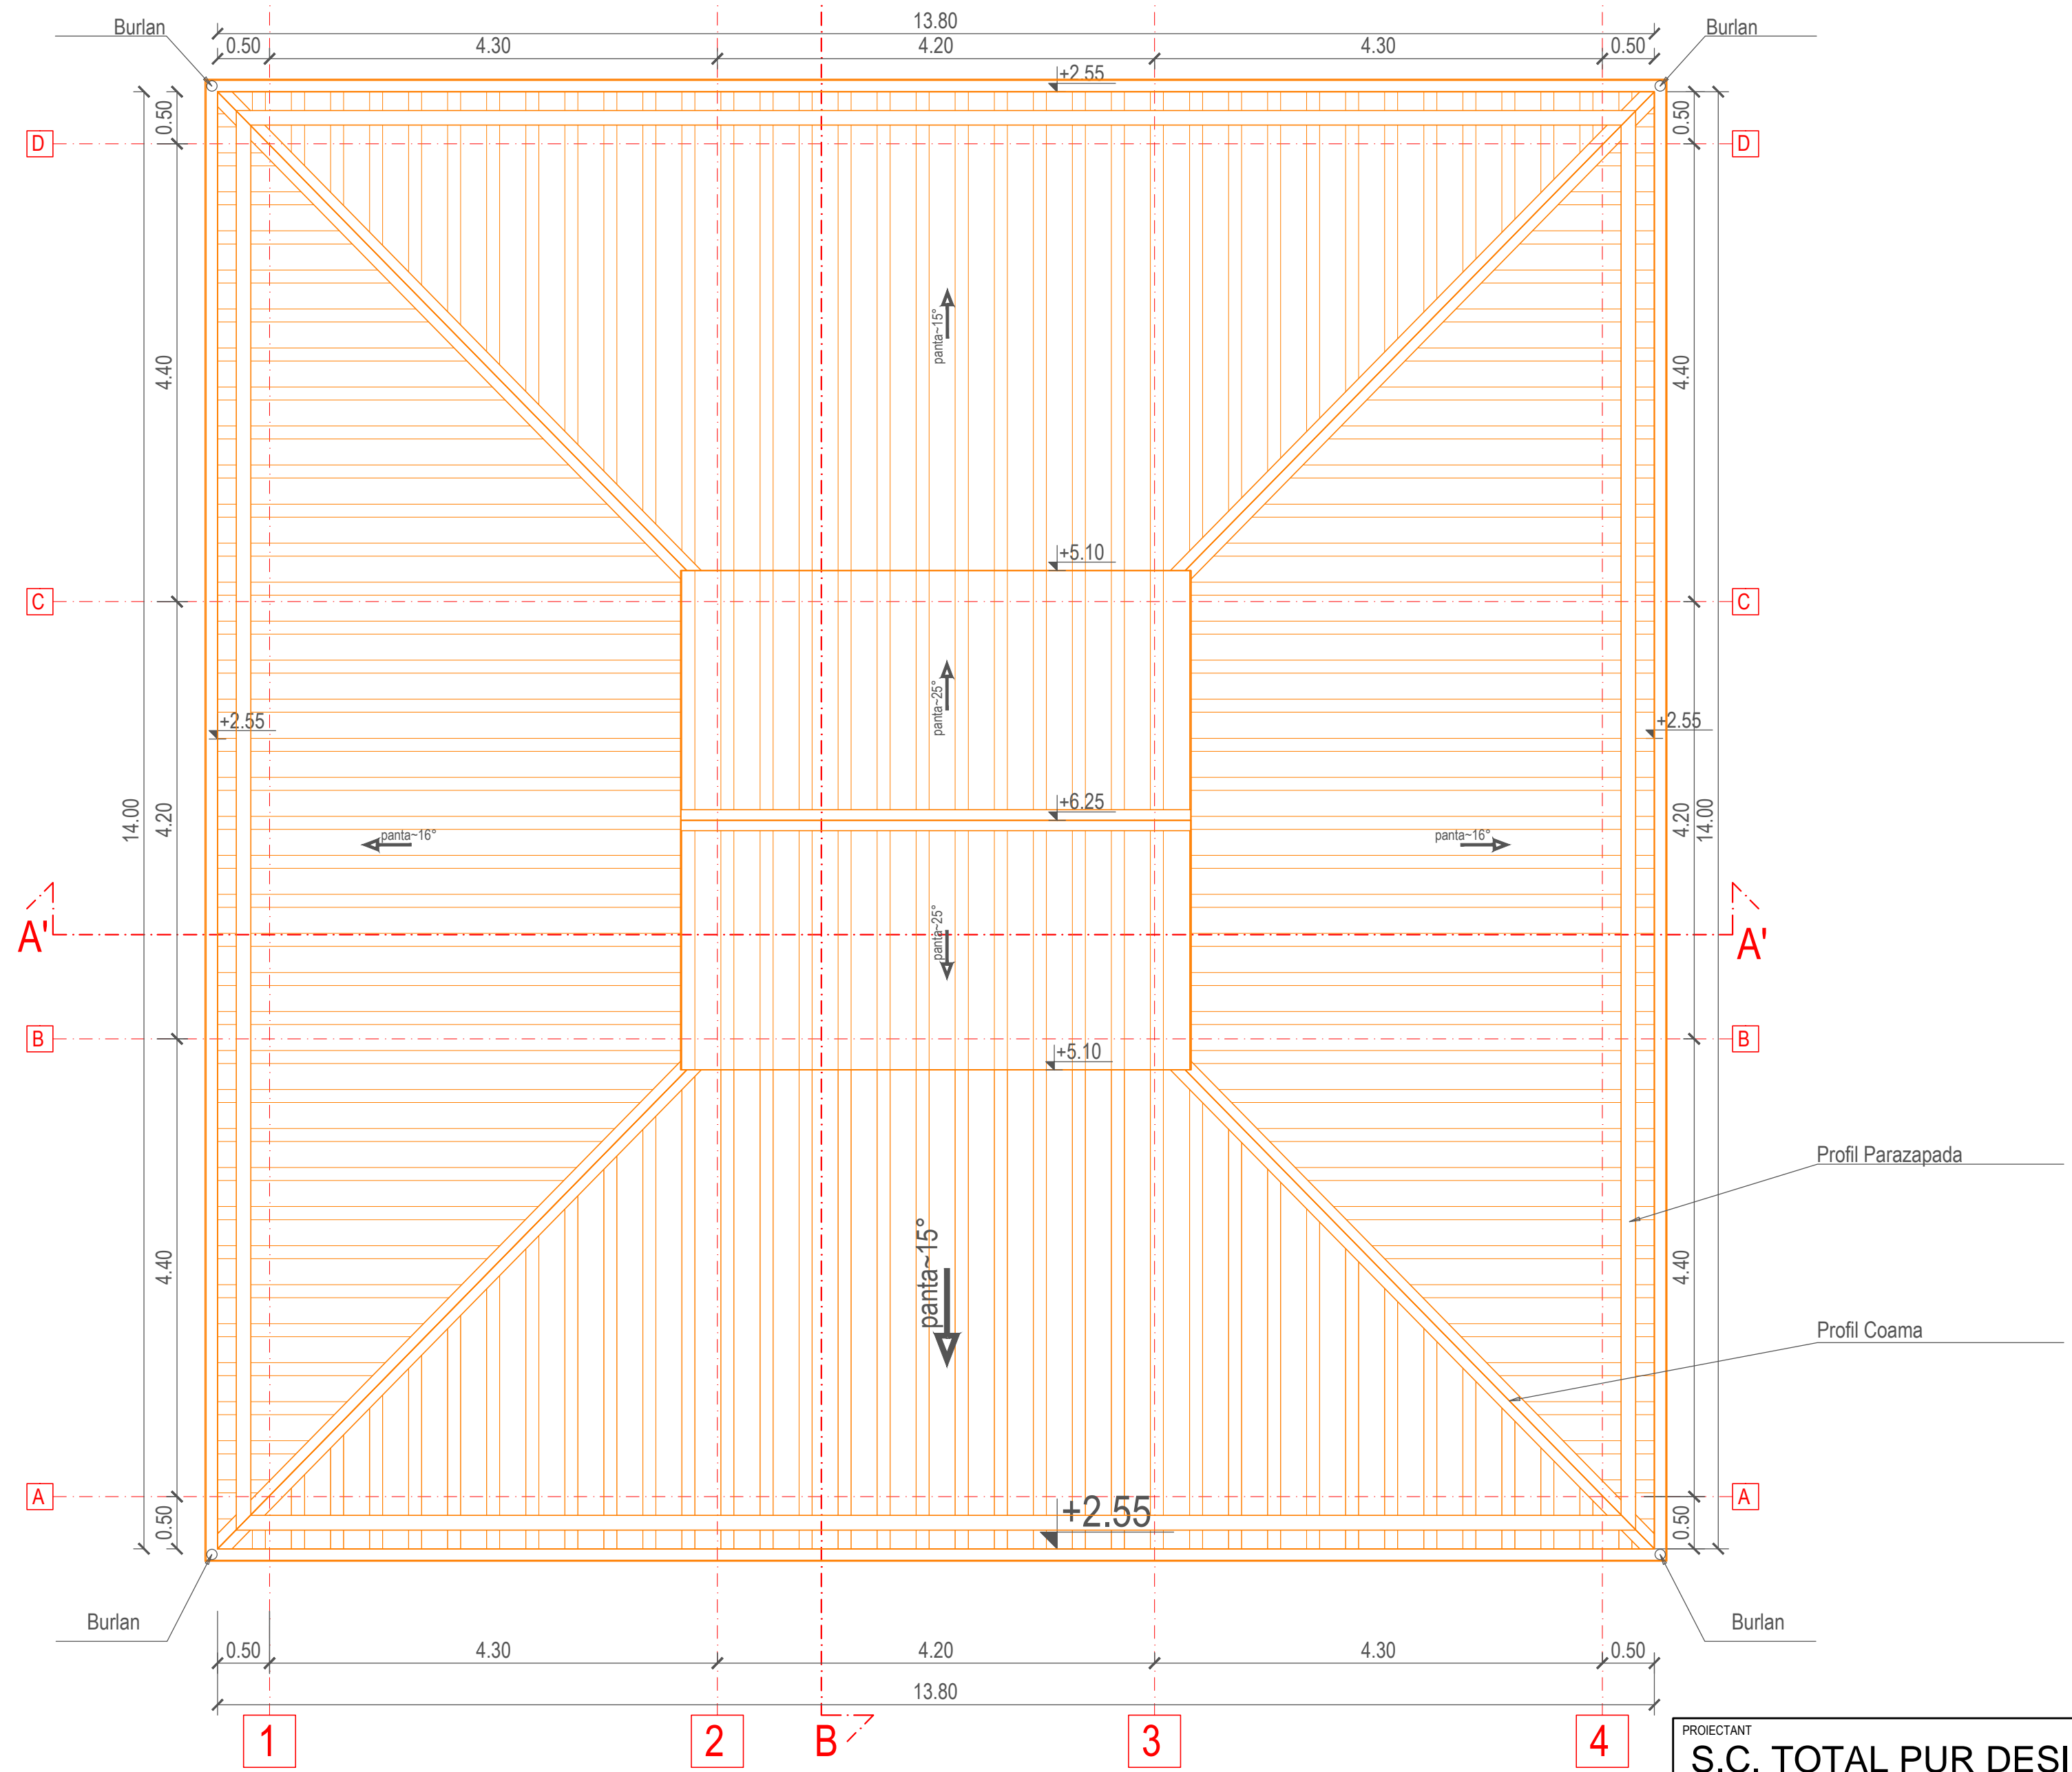 Burlan
13.80
Burlan
0.50
4.30
4.20
4.30
0.50
+2.55
0.50
0.50
D
D
panta~15°
4.40
4.40
+5.10
C
C
panta~25°
+2.55
+2.55
+6.25
14.00
4.20
4.20
14.00
panta~16°
panta~16°
A'
A'
panta~25°
B
B
+5.10
Profil Parazapada
panta~15°
4.40
4.40
Profil Coama
A
A
+2.55
0.50
0.50
Burlan
Burlan
0.50
4.30
4.20
4.30
0.50
13.80
1
2
B
3
4
PROIECTANT
S.C. TOTAL PUR DESI